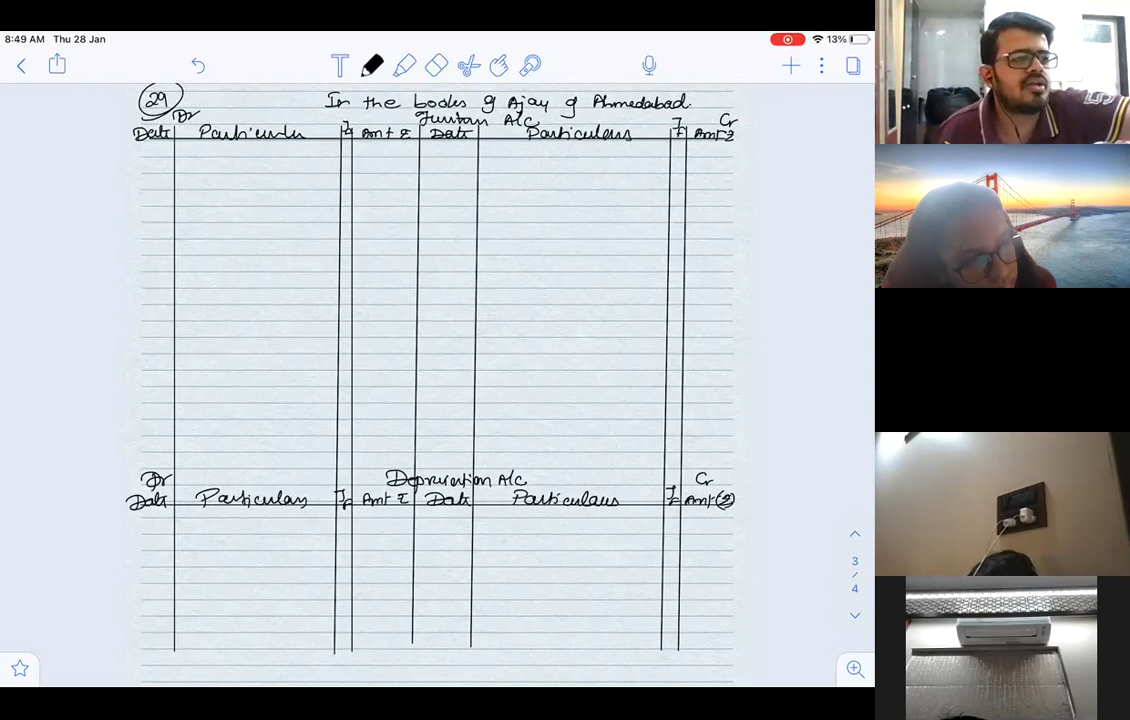 8:49 AM Thu 28 Jan
13%
T
29
In the books of Ajay of Ahmedabad.
Dr A/c Cr
Date Particulars J.F Amt ₹ Date Particulars J.F Amt ₹
Dr Depreciation A/c Cr
Date Particulars J.F Amt ₹ Date Particulars J.F Amt (₹)
3
/
4